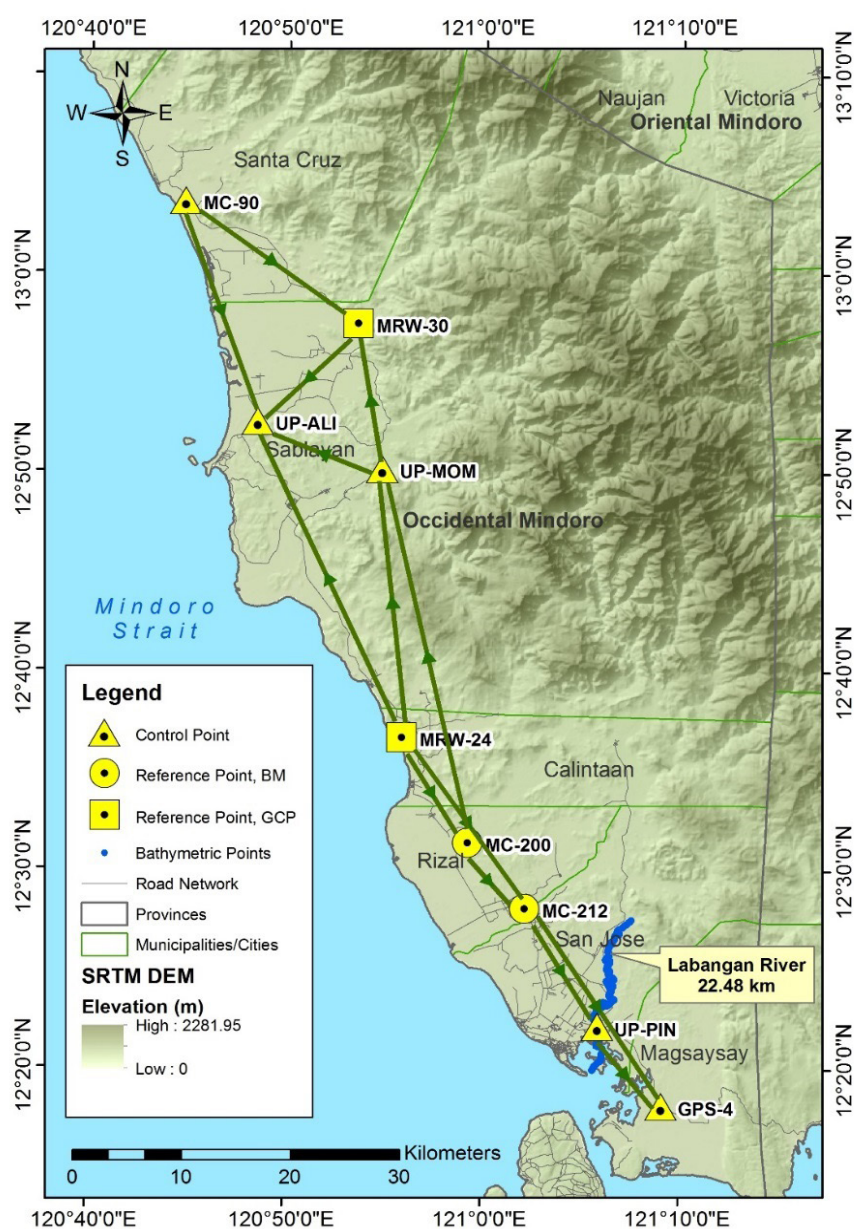 120°40'0"E 120°50'0"E 121°0'0"E 121°10'0"E
N
W E
S
13°10'0"N
13°10'0"N
Naujan Victoria
Oriental Mindoro
Santa Cruz
MC-90
13°0'0"N
13°0'0"N
MRW-30
UP-ALI
Sablayan
UP-MOM
12°50'0"N
12°50'0"N
Occidental Mindoro
Mindoro
Strait
12°40'0"N
12°40'0"N
Legend
Control Point
Reference Point, BM
Reference Point, GCP
Bathymetric Points
Road Network
Provinces
Municipalities/Cities
SRTM DEM
Elevation (m)
High : 2281.95
Low : 0
MRW-24
Calintaan
MC-200
Rizal
12°30'0"N
12°30'0"N
MC-212
San Jose
Labangan River
22.48 km
UP-PIN
Magsaysay
12°20'0"N
12°20'0"N
GPS-4
Kilometers
0 10 20 30
120°40'0"E 120°50'0"E 121°0'0"E 121°10'0"E